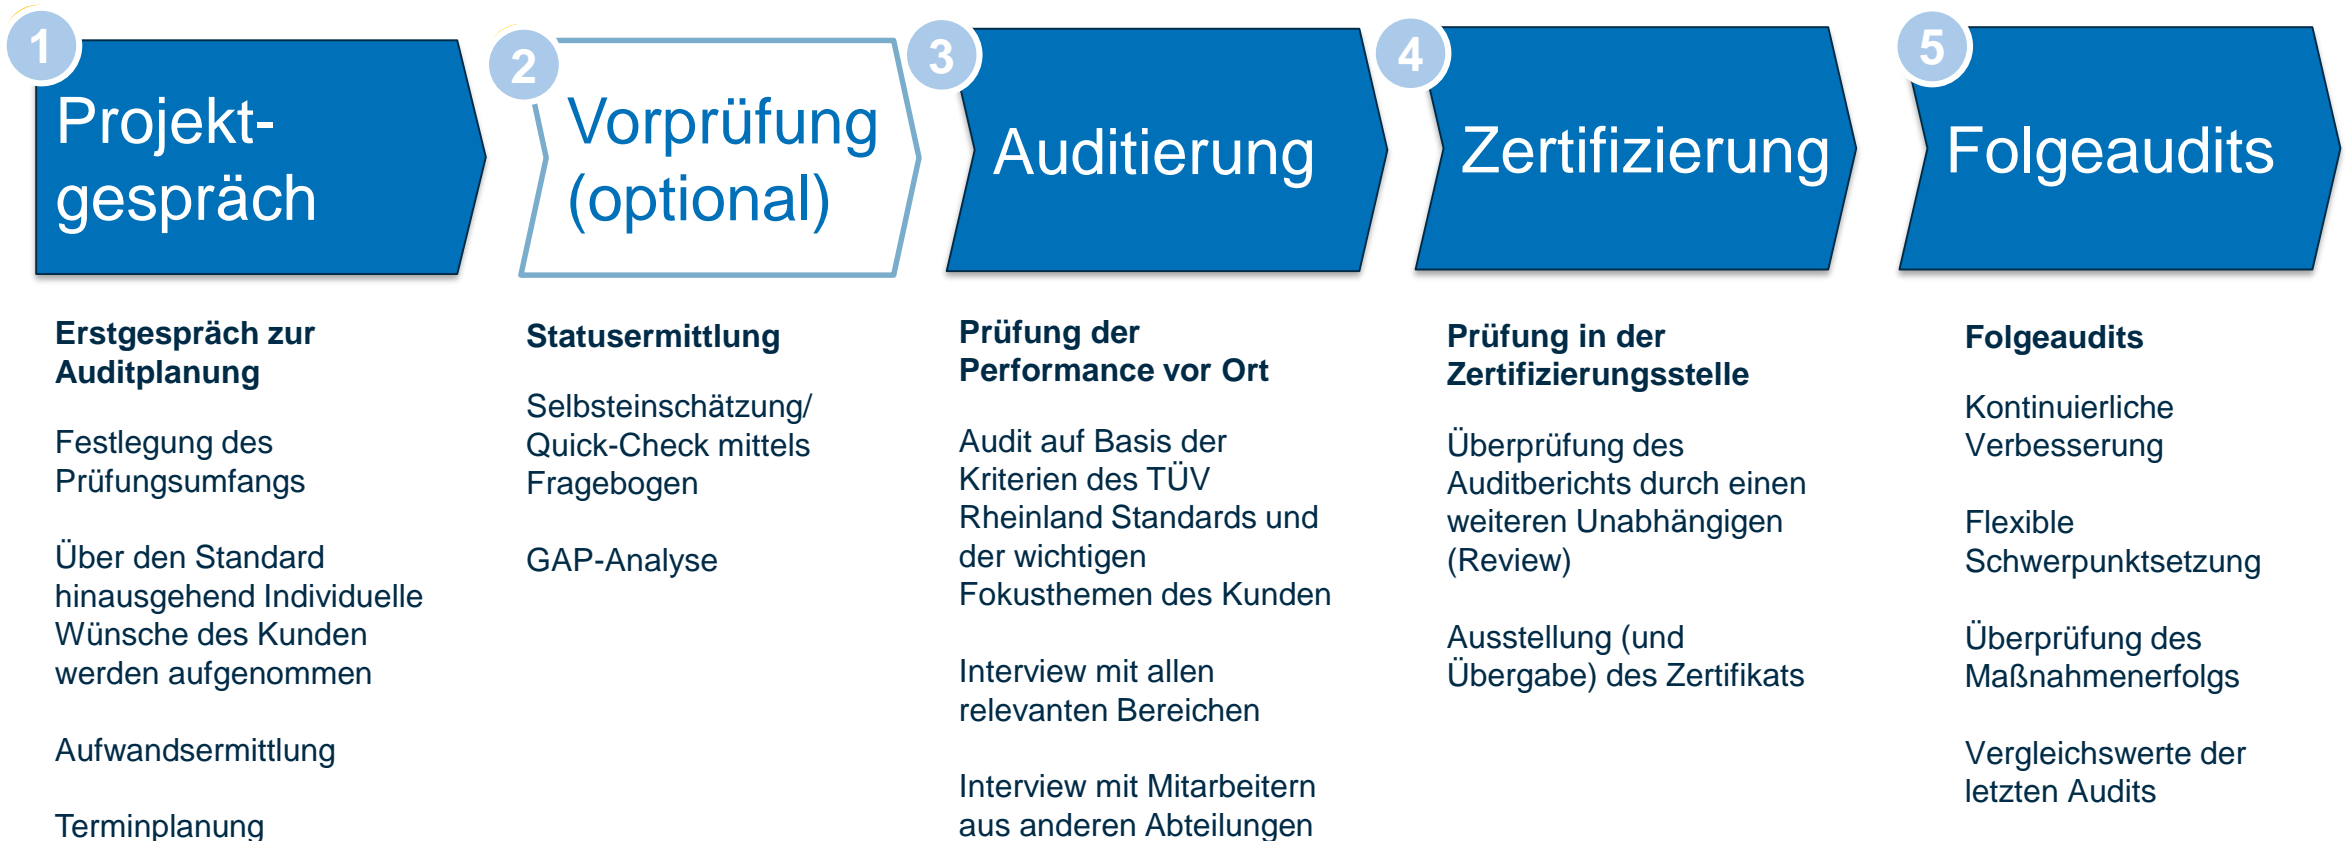 1
Projekt-
gespräch
Erstgespräch zur
Auditplanung
Festlegung des
Prüfungsumfangs
Über den Standard
hinausgehend Individuelle
Wünsche des Kunden
werden aufgenommen
Aufwandsermittlung
Terminplanung
2
Vorprüfung
(optional)
Statusermittlung
Selbsteinschätzung/
Quick-Check mittels
Fragebogen
GAP-Analyse
3
Auditierung
Prüfung der
Performance vor Ort
Audit auf Basis der
Kriterien des TÜV
Rheinland Standards und
der wichtigen
Fokusthemen des Kunden
Interview mit allen
relevanten Bereichen
Interview mit Mitarbeitern
aus anderen Abteilungen
4
Zertifizierung
Prüfung in der
Zertifizierungsstelle
Überprüfung des
Auditberichts durch einen
weiteren Unabhängigen
(Review)
Ausstellung (und
Übergabe) des Zertifikats
5
Folgeaudits
Folgeaudits
Kontinuierliche
Verbesserung
Flexible
Schwerpunktsetzung
Überprüfung des
Maßnahmenerfolgs
Vergleichswerte der
letzten Audits